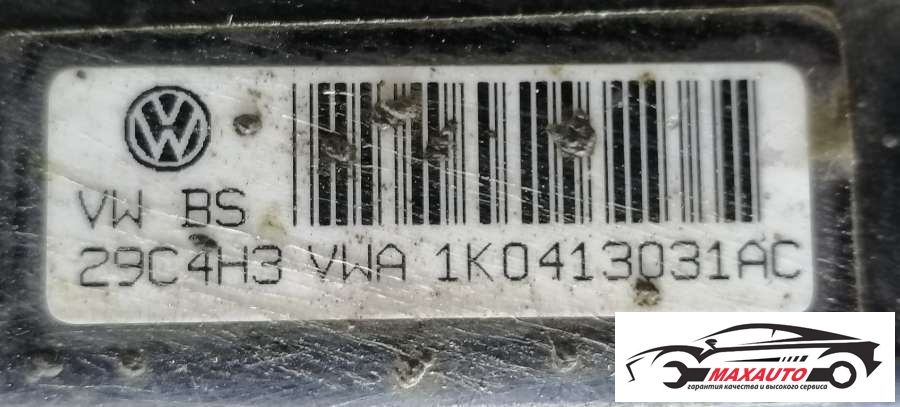 VW BS
29C4H3 VWA 1K0413031AC
MAXAUTO
гарантия качества и высокого сервиса